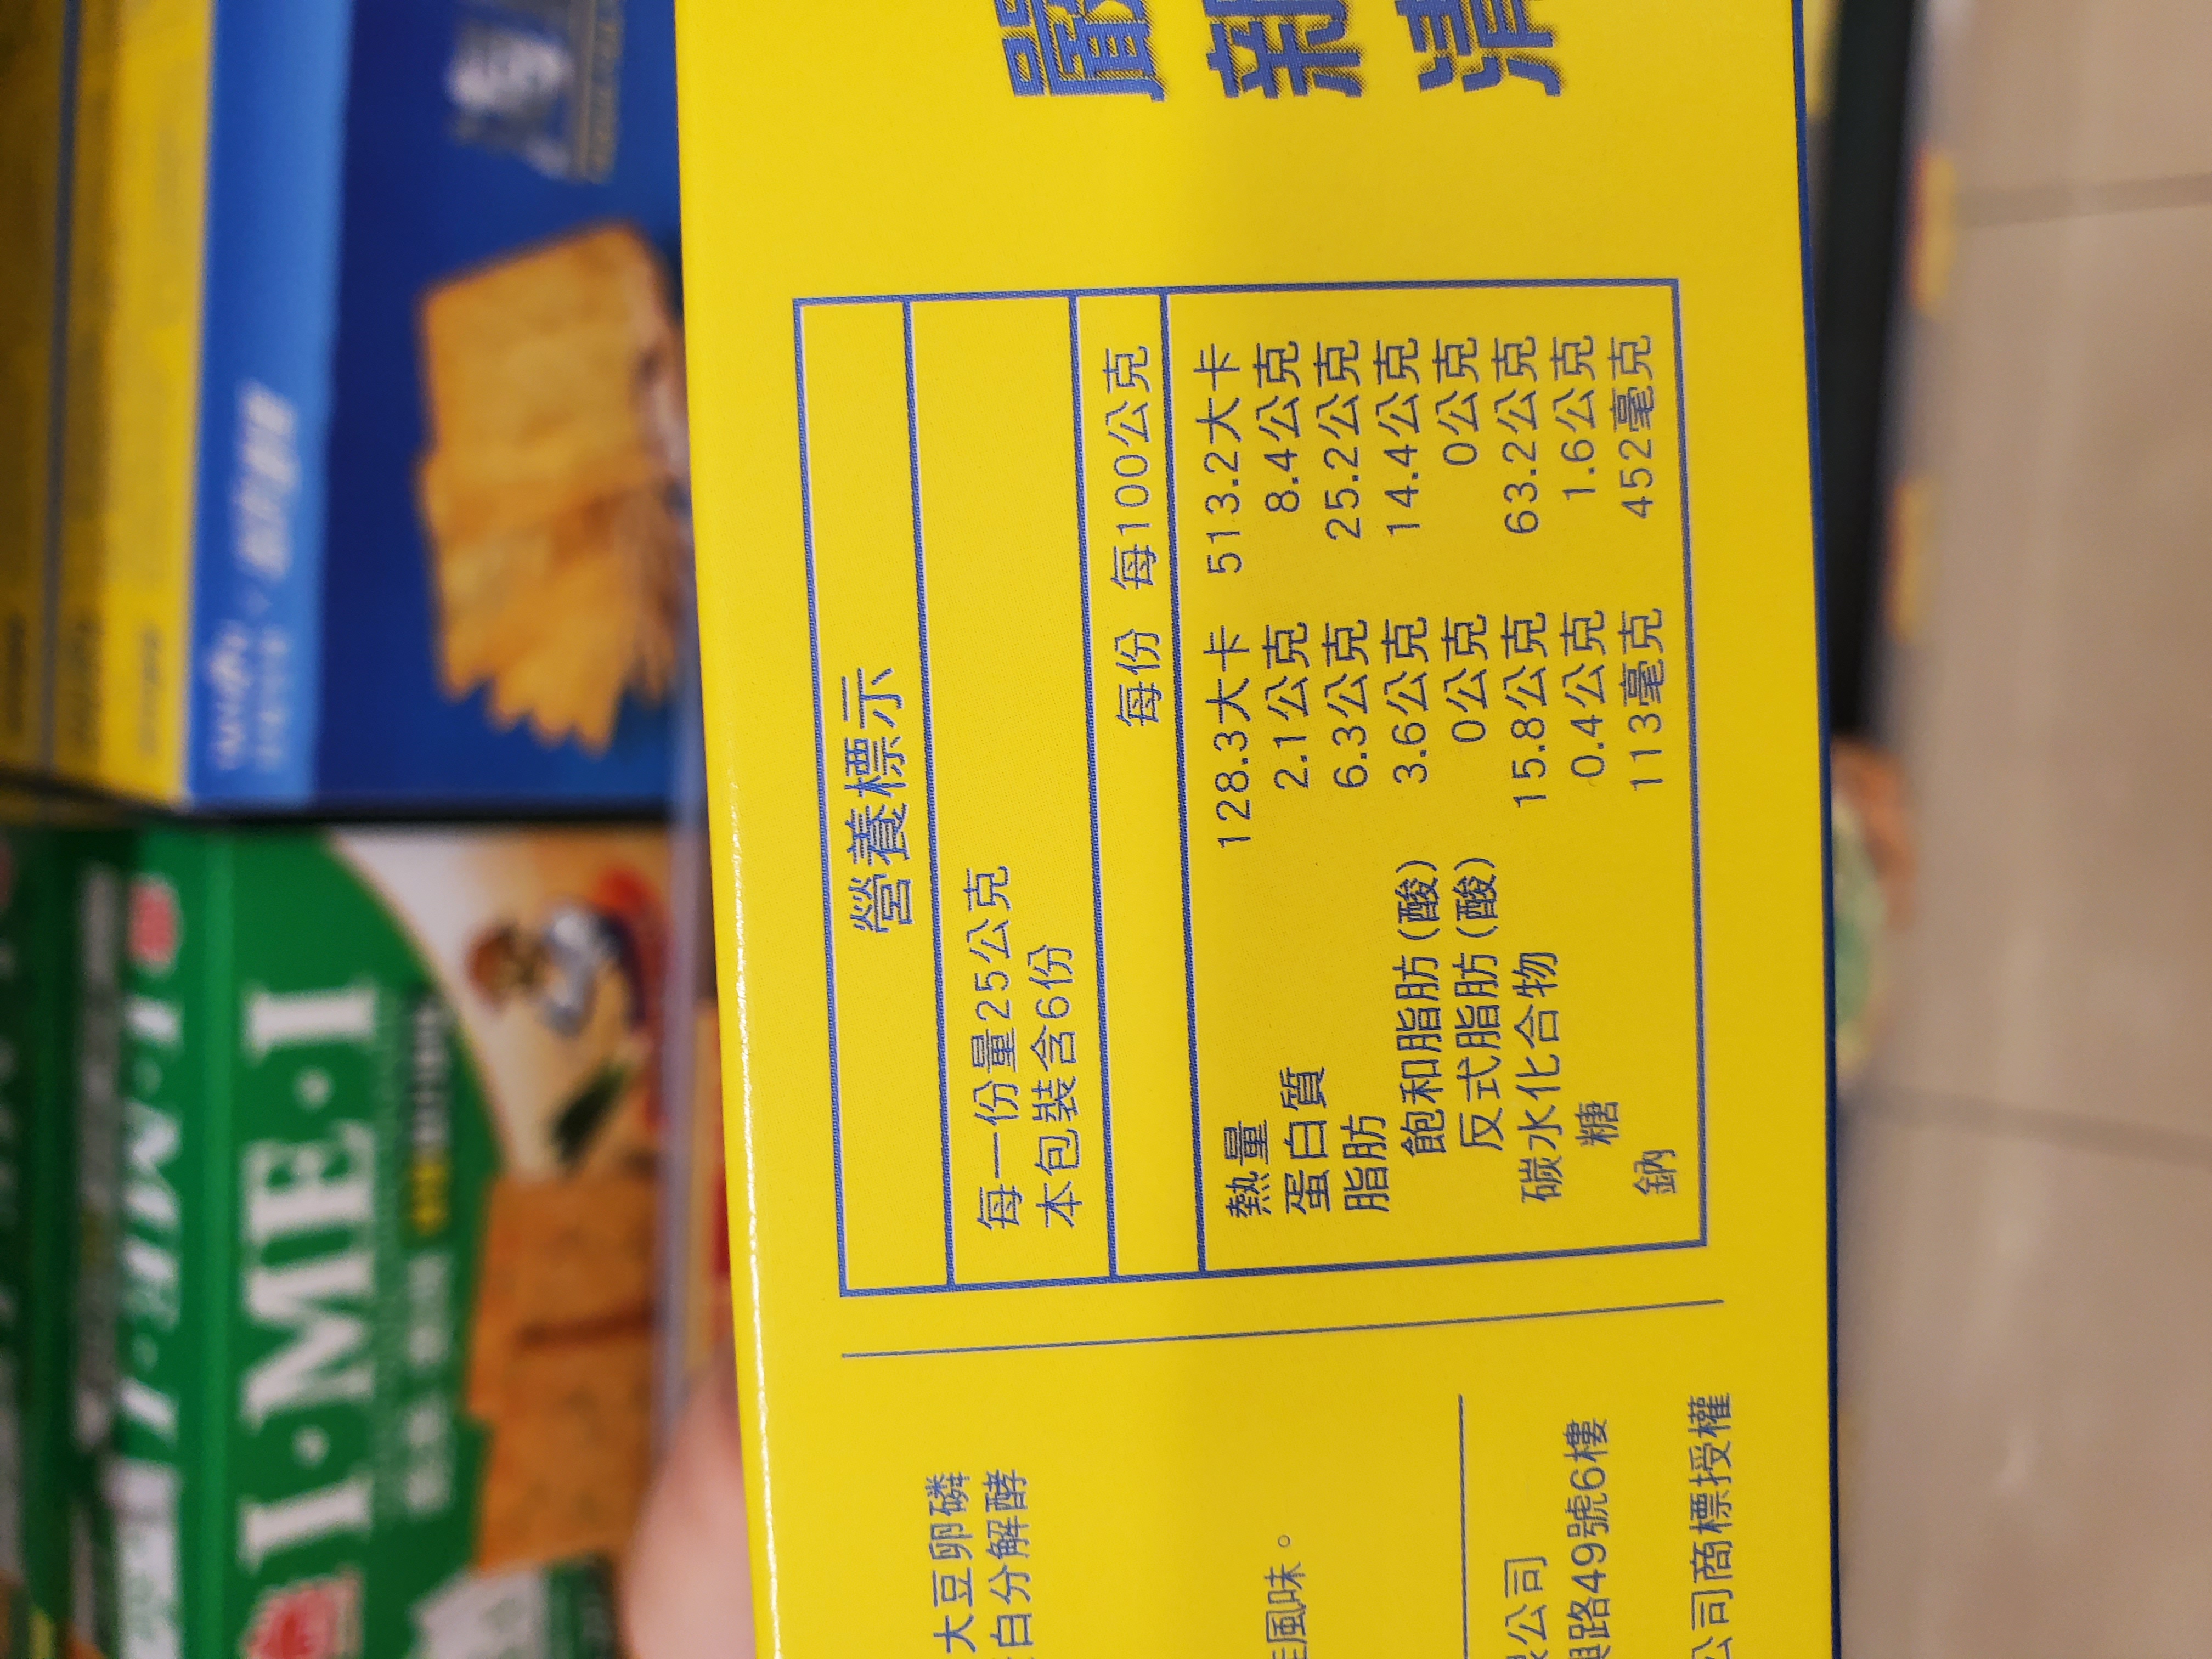 I·ME·I
I·ME·I
大豆卵磷
白分解酵
風味。
公司
路49號6樓
公司商標授權
營養標示
每一份量25公克
本包裝含6份
每份 每100公克
熱量 128.3大卡 513.2大卡
蛋白質 2.1公克 8.4公克
脂肪 6.3公克 25.2公克
飽和脂肪(酸) 3.6公克 14.4公克
反式脂肪(酸) 0公克 0公克
碳水化合物 15.8公克 63.2公克
糖 0.4公克 1.6公克
鈉 113毫克 452毫克